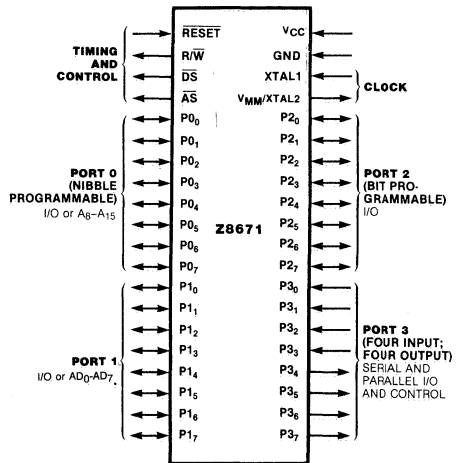 TIMING
AND
CONTROL
RESET
R/W
DS
AS
PORT 0
(NIBBLE
PROGRAMMABLE)
I/O or A8–A15
P00
P01
P02
P03
P04
P05
P06
P07
PORT 1
I/O or AD0-AD7
P10
P11
P12
P13
P14
P15
P16
P17
Z8671
VCC
GND
XTAL1
VMM/XTAL2
CLOCK
P20
P21
P22
P23
P24
P25
P26
P27
PORT 2
(BIT PRO-
GRAMMABLE)
I/O
P30
P31
P32
P33
P34
P35
P36
P37
PORT 3
(FOUR INPUT;
FOUR OUTPUT)
SERIAL AND
PARALLEL I/O
AND CONTROL